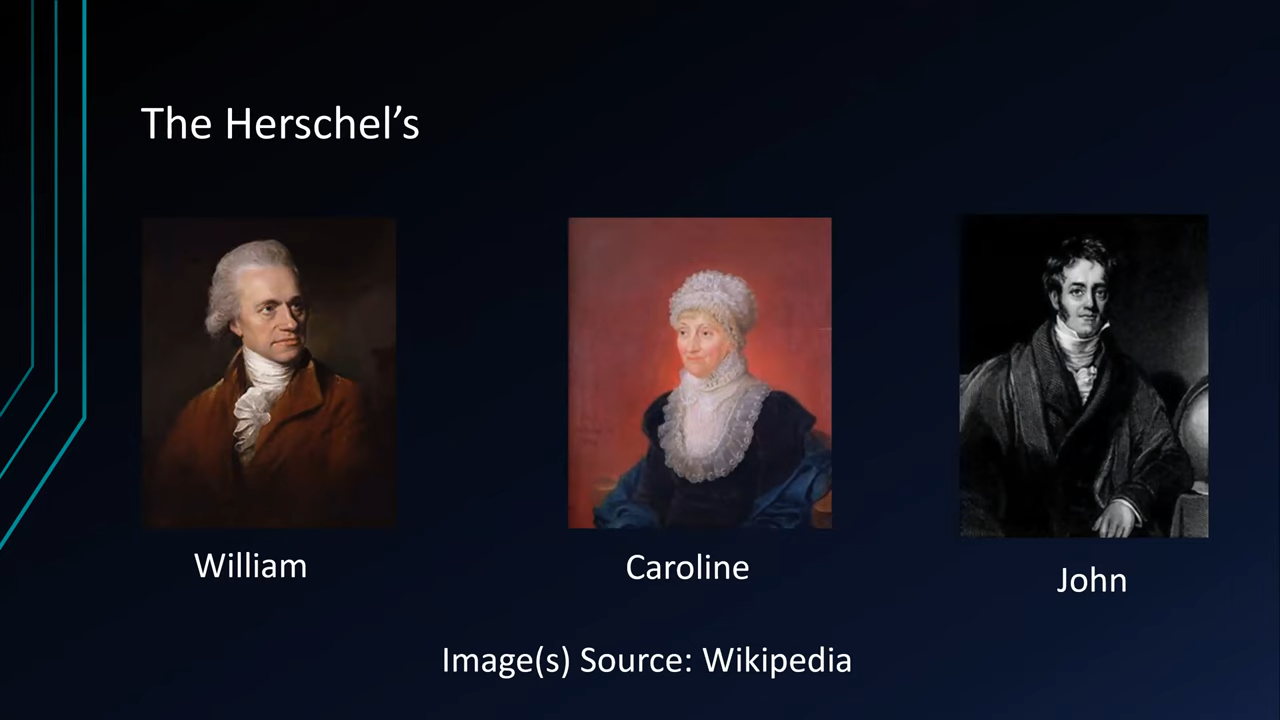 The Herschel’s
William
Caroline
John
Image(s) Source: Wikipedia